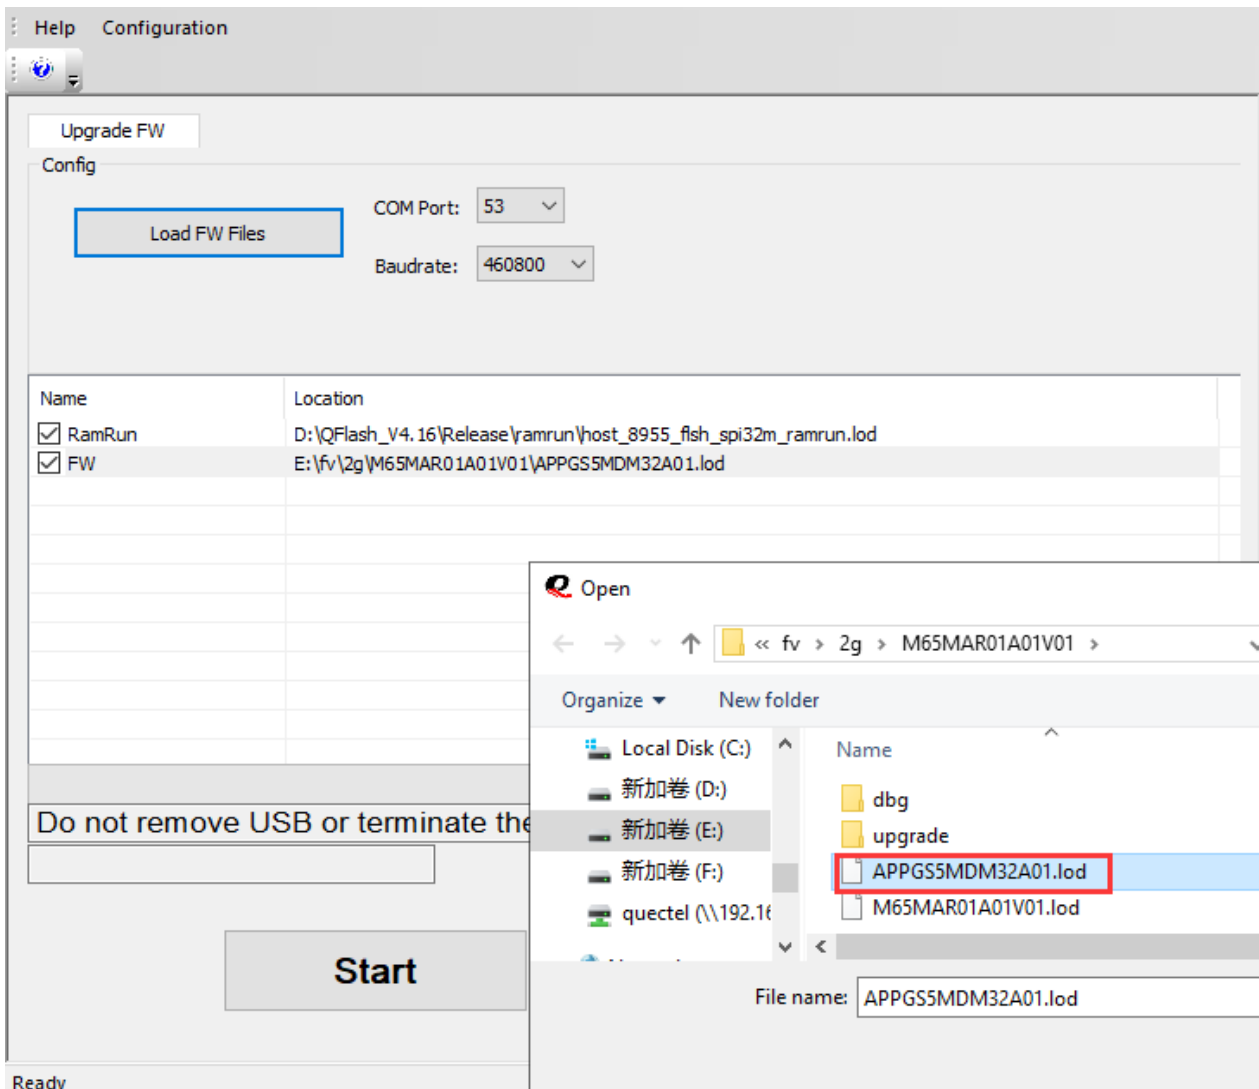 Help Configuration
Upgrade FW
Config
Load FW Files
COM Port: 53
Baudrate: 460800
Name Location
RamRun D:\QFlash_V4.16\Release\ramrun\host_8955_flsh_spi32m_ramrun.lod
FW E:\fv\2g\M65MAR01A01V01\APPGS5MDM32A01.lod
Open
« fv > 2g > M65MAR01A01V01 >
Organize New folder
Local Disk (C:)
新加卷 (D:)
新加卷 (E:)
新加卷 (F:)
quectel (\\192.16
Name
dbg
upgrade
APPGS5MDM32A01.lod
M65MAR01A01V01.lod
File name: APPGS5MDM32A01.lod
Do not remove USB or terminate the
Start
Ready